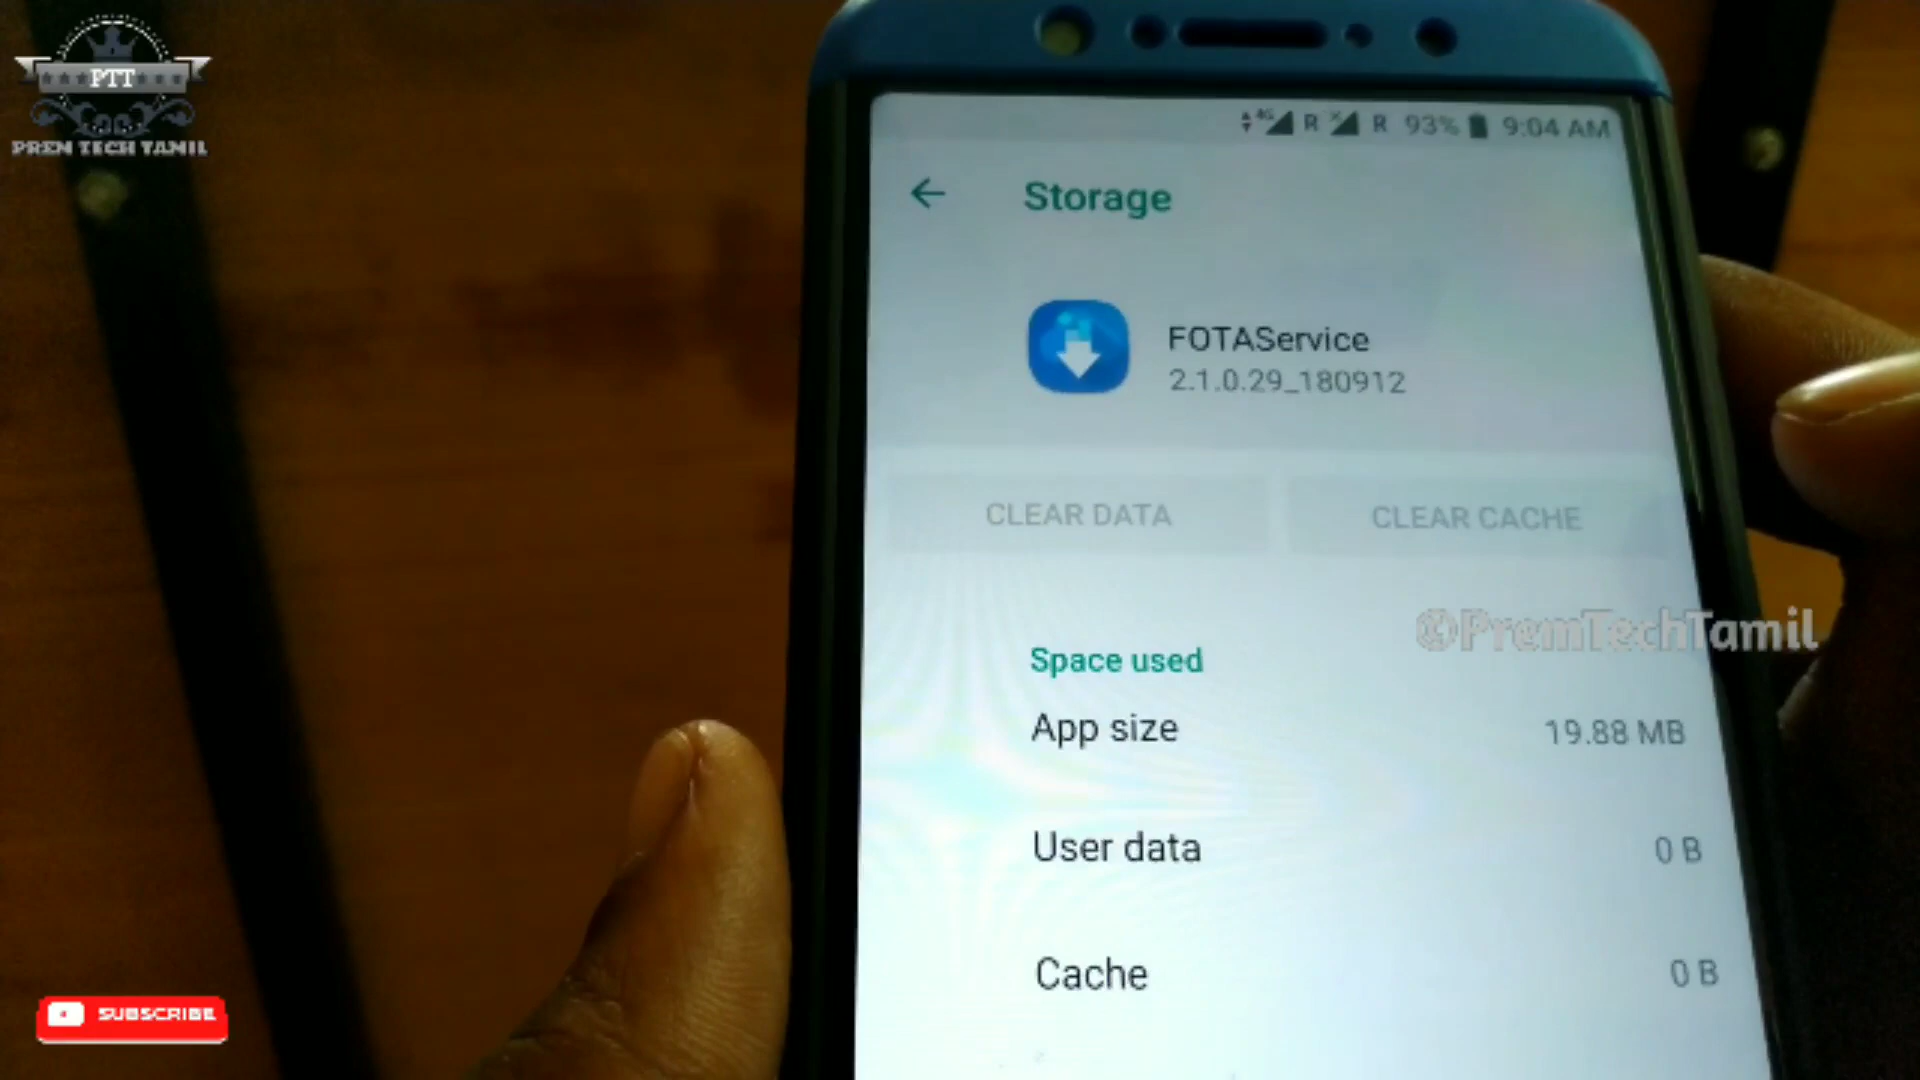 PTT
PREM TECH TAMIL
4G R R 93% 9:04 AM
Storage
FOTAService
2.1.0.29_180912
CLEAR DATA CLEAR CACHE
©PremTechTamil
Space used
App size 19.88 MB
User data 0 B
Cache 0 B
SUBSCRIBE